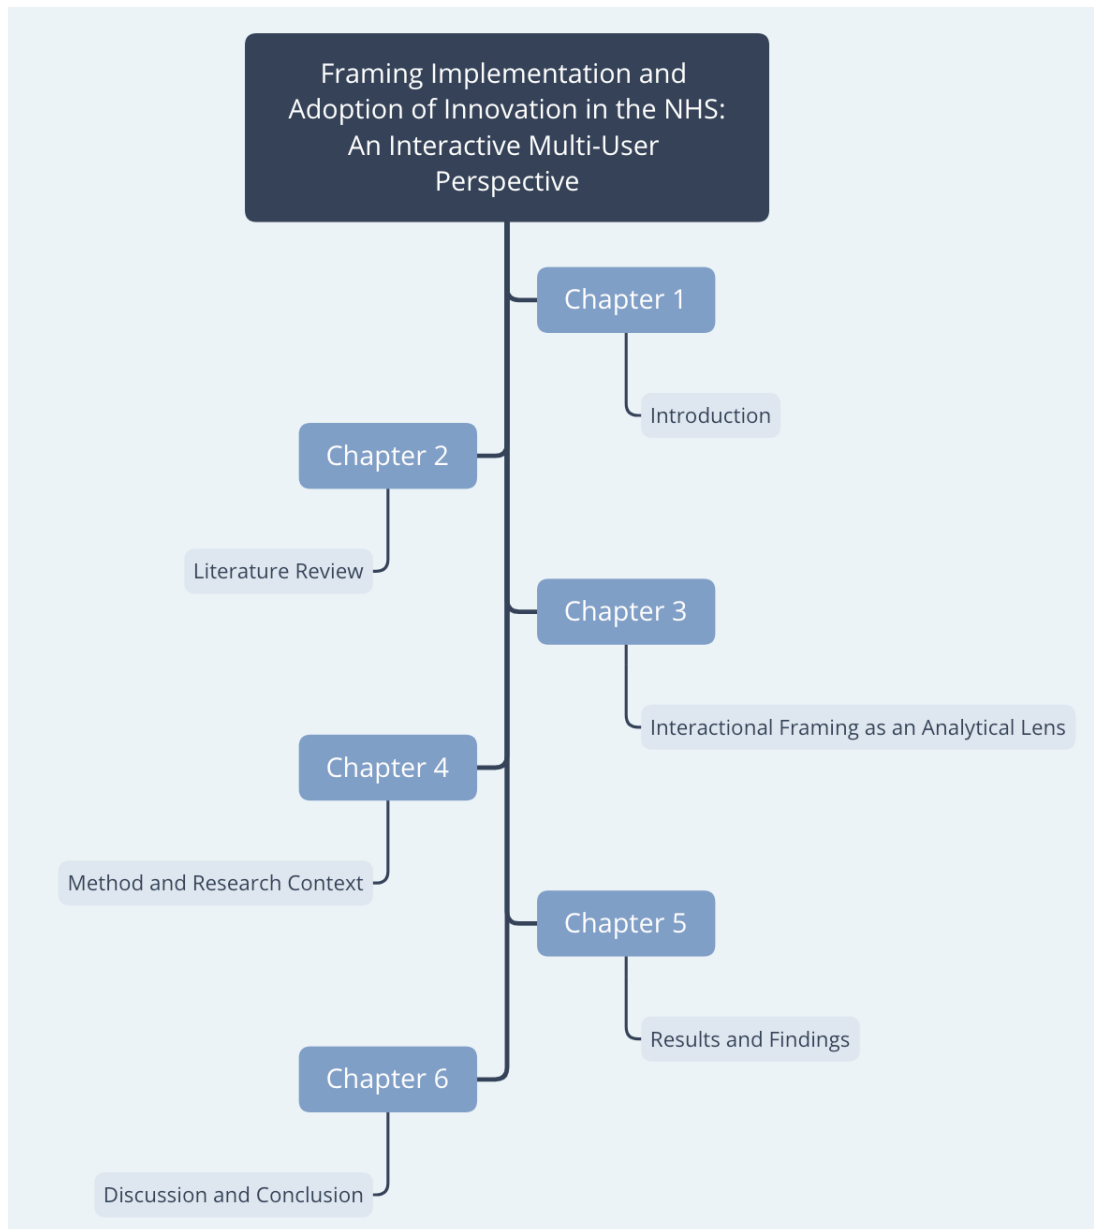 Framing Implementation and
Adoption of Innovation in the NHS:
An Interactive Multi-User
Perspective
Chapter 1
Introduction
Chapter 2
Literature Review
Chapter 3
Interactional Framing as an Analytical Lens
Chapter 4
Method and Research Context
Chapter 5
Results and Findings
Chapter 6
Discussion and Conclusion